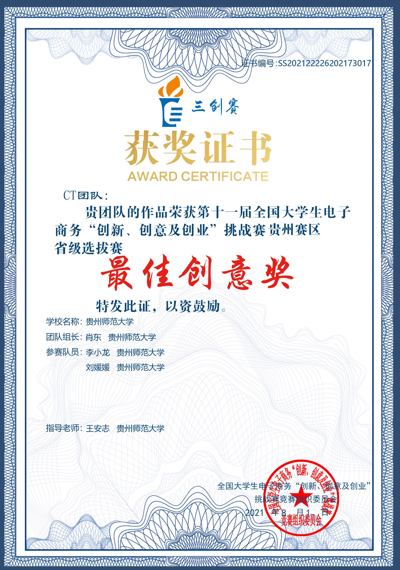 证书编号:SS202122226202173017
三创赛
获奖证书
AWARD CERTIFICATE
CT团队：
贵团队的作品荣获第十一届全国大学生电子
商务“创新、创意及创业”挑战赛贵州赛区
省级选拔赛
最佳创意奖
特发此证，以资鼓励。
学校名称：贵州师范大学
团队组长：肖东 贵州师范大学
参赛队员：李小龙 贵州师范大学
刘媛媛 贵州师范大学
指导老师：王安志 贵州师范大学
全国大学生电子商务“创新、创意及创业”
挑战赛竞赛组织委员会
2021 年 8 月 1 日
竞赛组织委员会